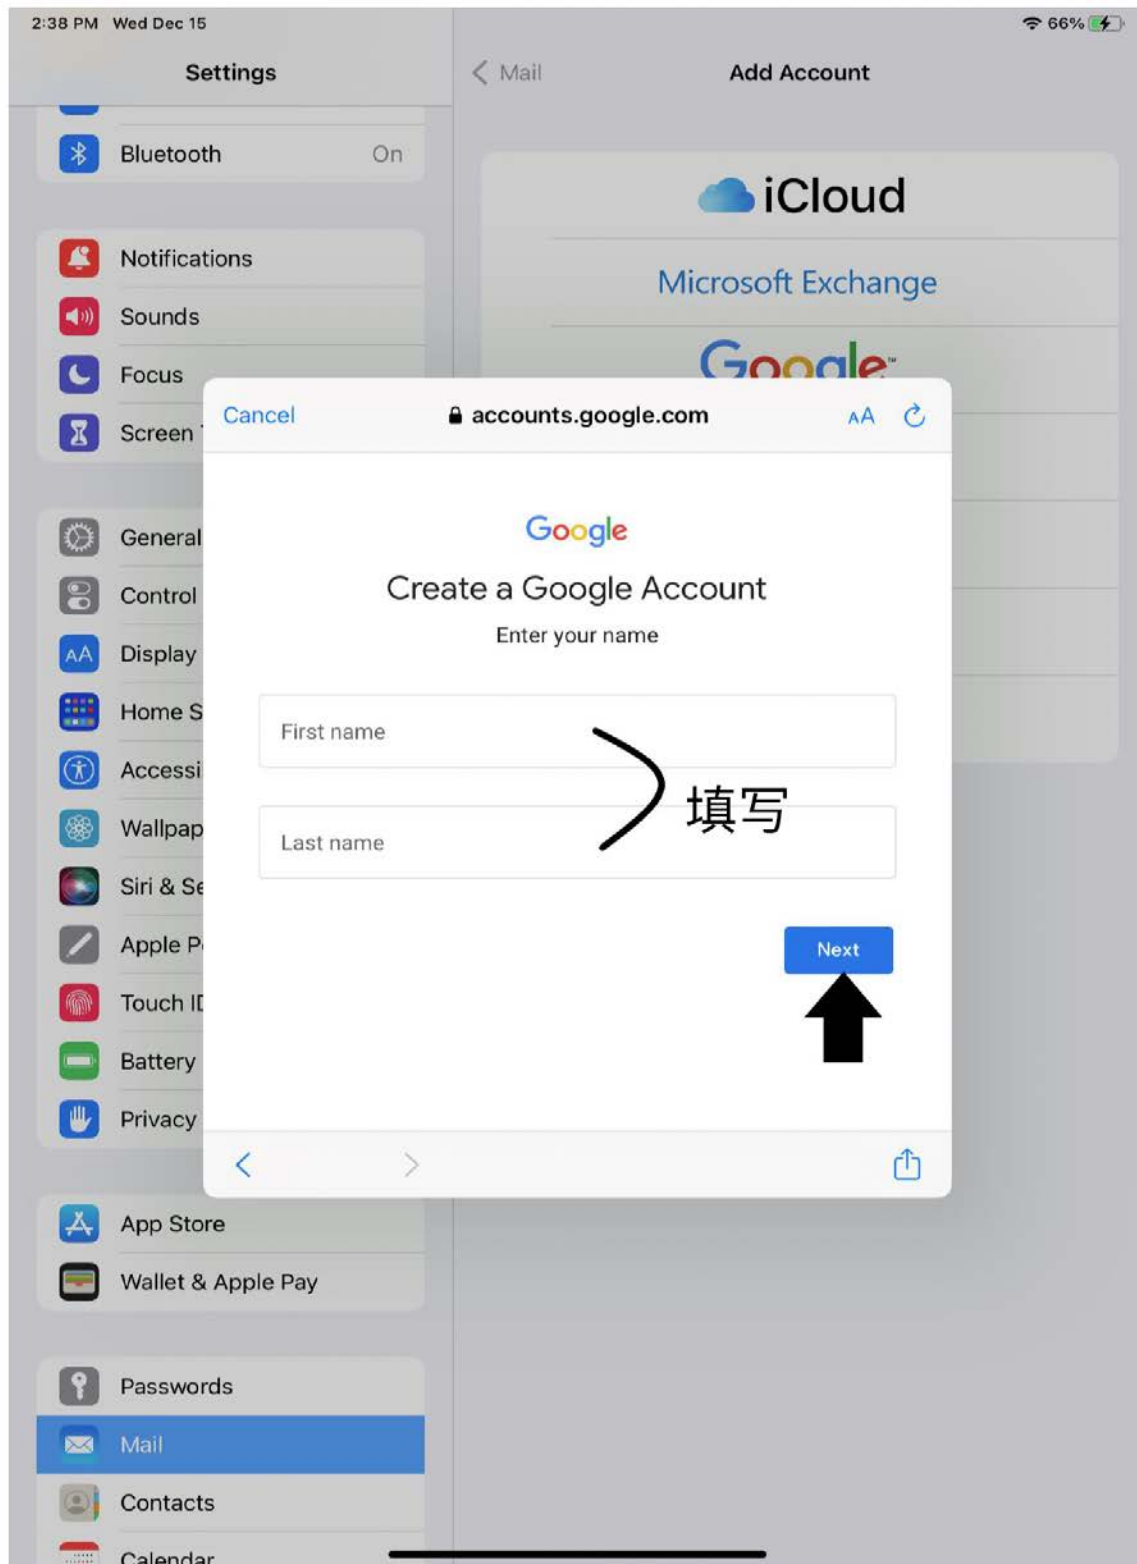 2:38 PM Wed Dec 15
66%
Settings
Mail
Add Account
Bluetooth On
Notifications
Sounds
Focus
Screen
General
Control
Display
Home S
Accessi
Wallpap
Siri & Se
Apple P
Touch ID
Battery
Privacy
App Store
Wallet & Apple Pay
Passwords
Mail
Contacts
Calendar
iCloud
Microsoft Exchange
Google™
Cancel
accounts.google.com
AA
Google
Create a Google Account
Enter your name
First name
填写
Last name
Next